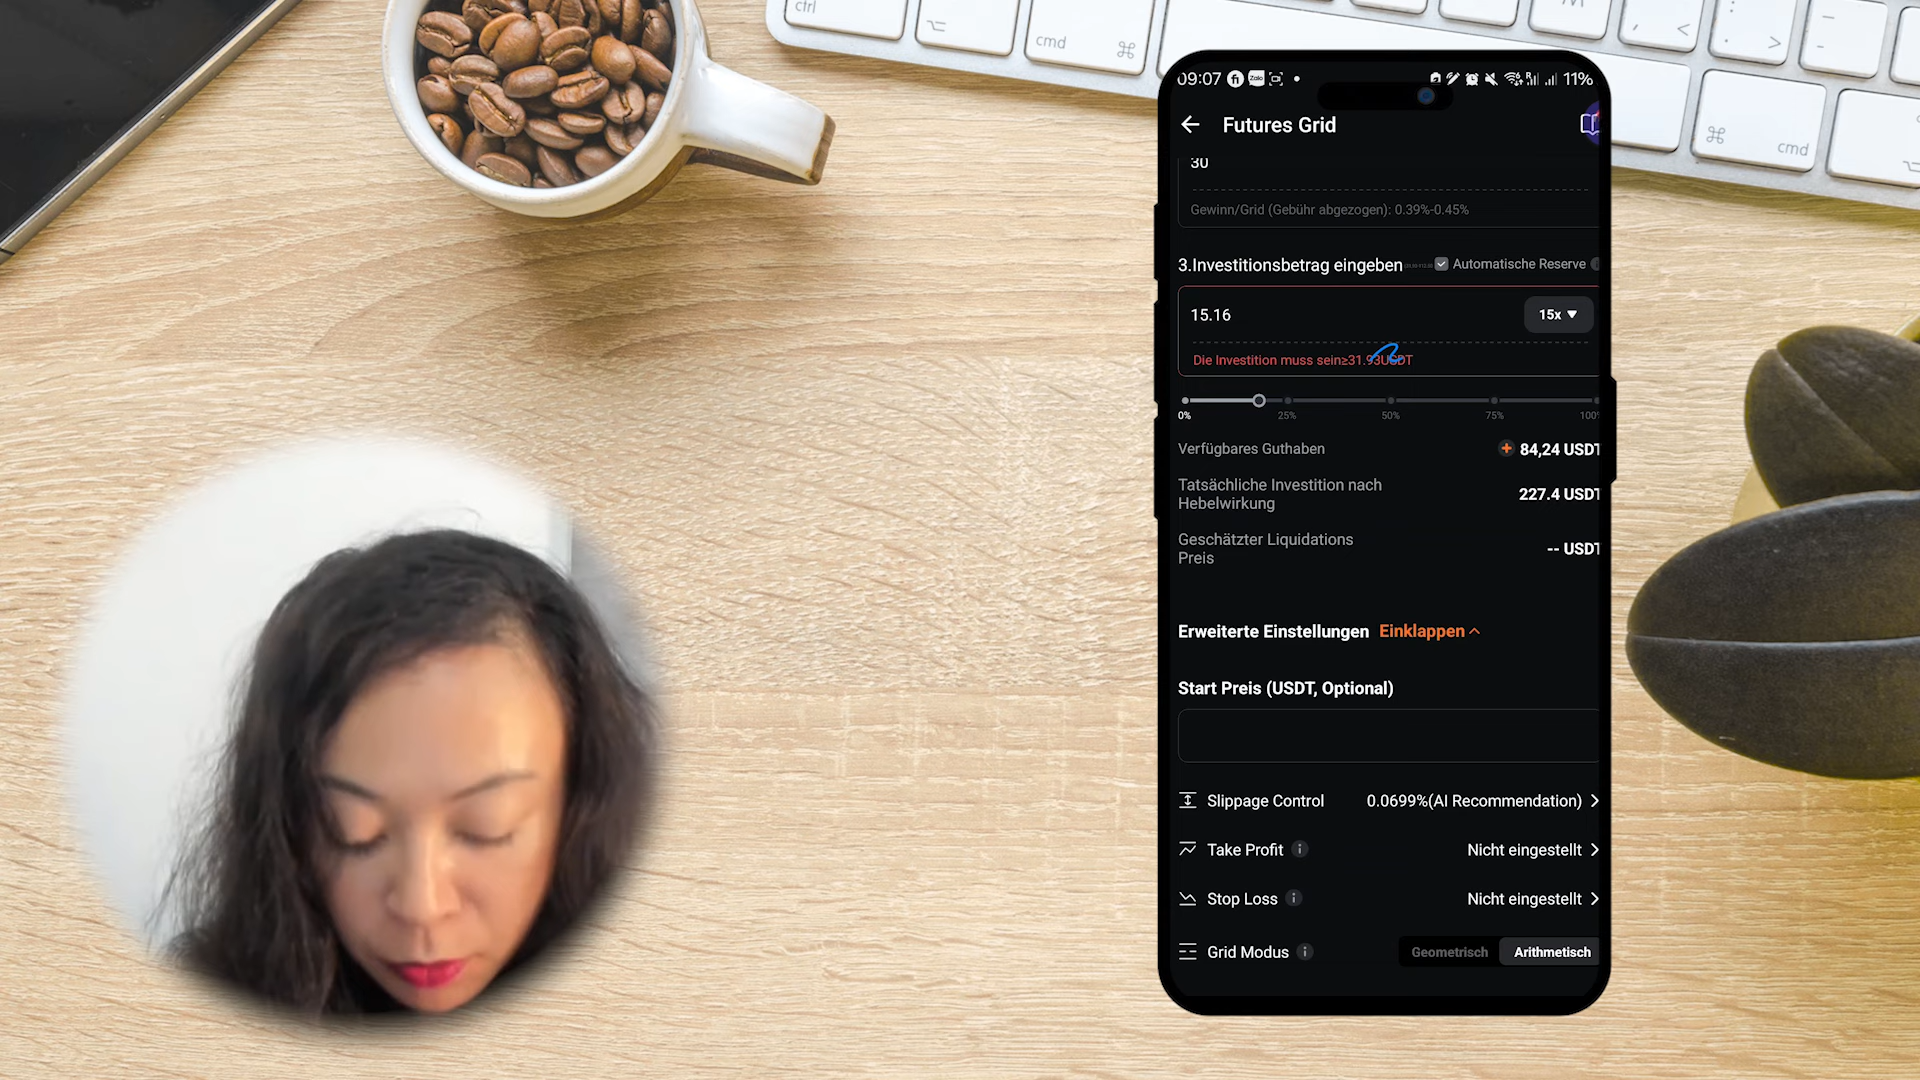 ctrl
cmd
cmd
09:07
Zalo
11%
Futures Grid
30
Gewinn/Grid (Gebühr abgezogen): 0.39%-0.45%
3.Investitionsbetrag eingeben
Automatische Reserve
15.16
15x
Die Investition muss sein≥31.93USDT
0%
25%
50%
75%
100
Verfügbares Guthaben
84,24 USDT
Tatsächliche Investition nach Hebelwirkung
227.4 USDT
Geschätzter Liquidations Preis
-- USDT
Erweiterte Einstellungen Einklappen
Start Preis (USDT, Optional)
Slippage Control
0.0699%(AI Recommendation)
Take Profit
Nicht eingestellt
Stop Loss
Nicht eingestellt
Grid Modus
Geometrisch
Arithmetisch